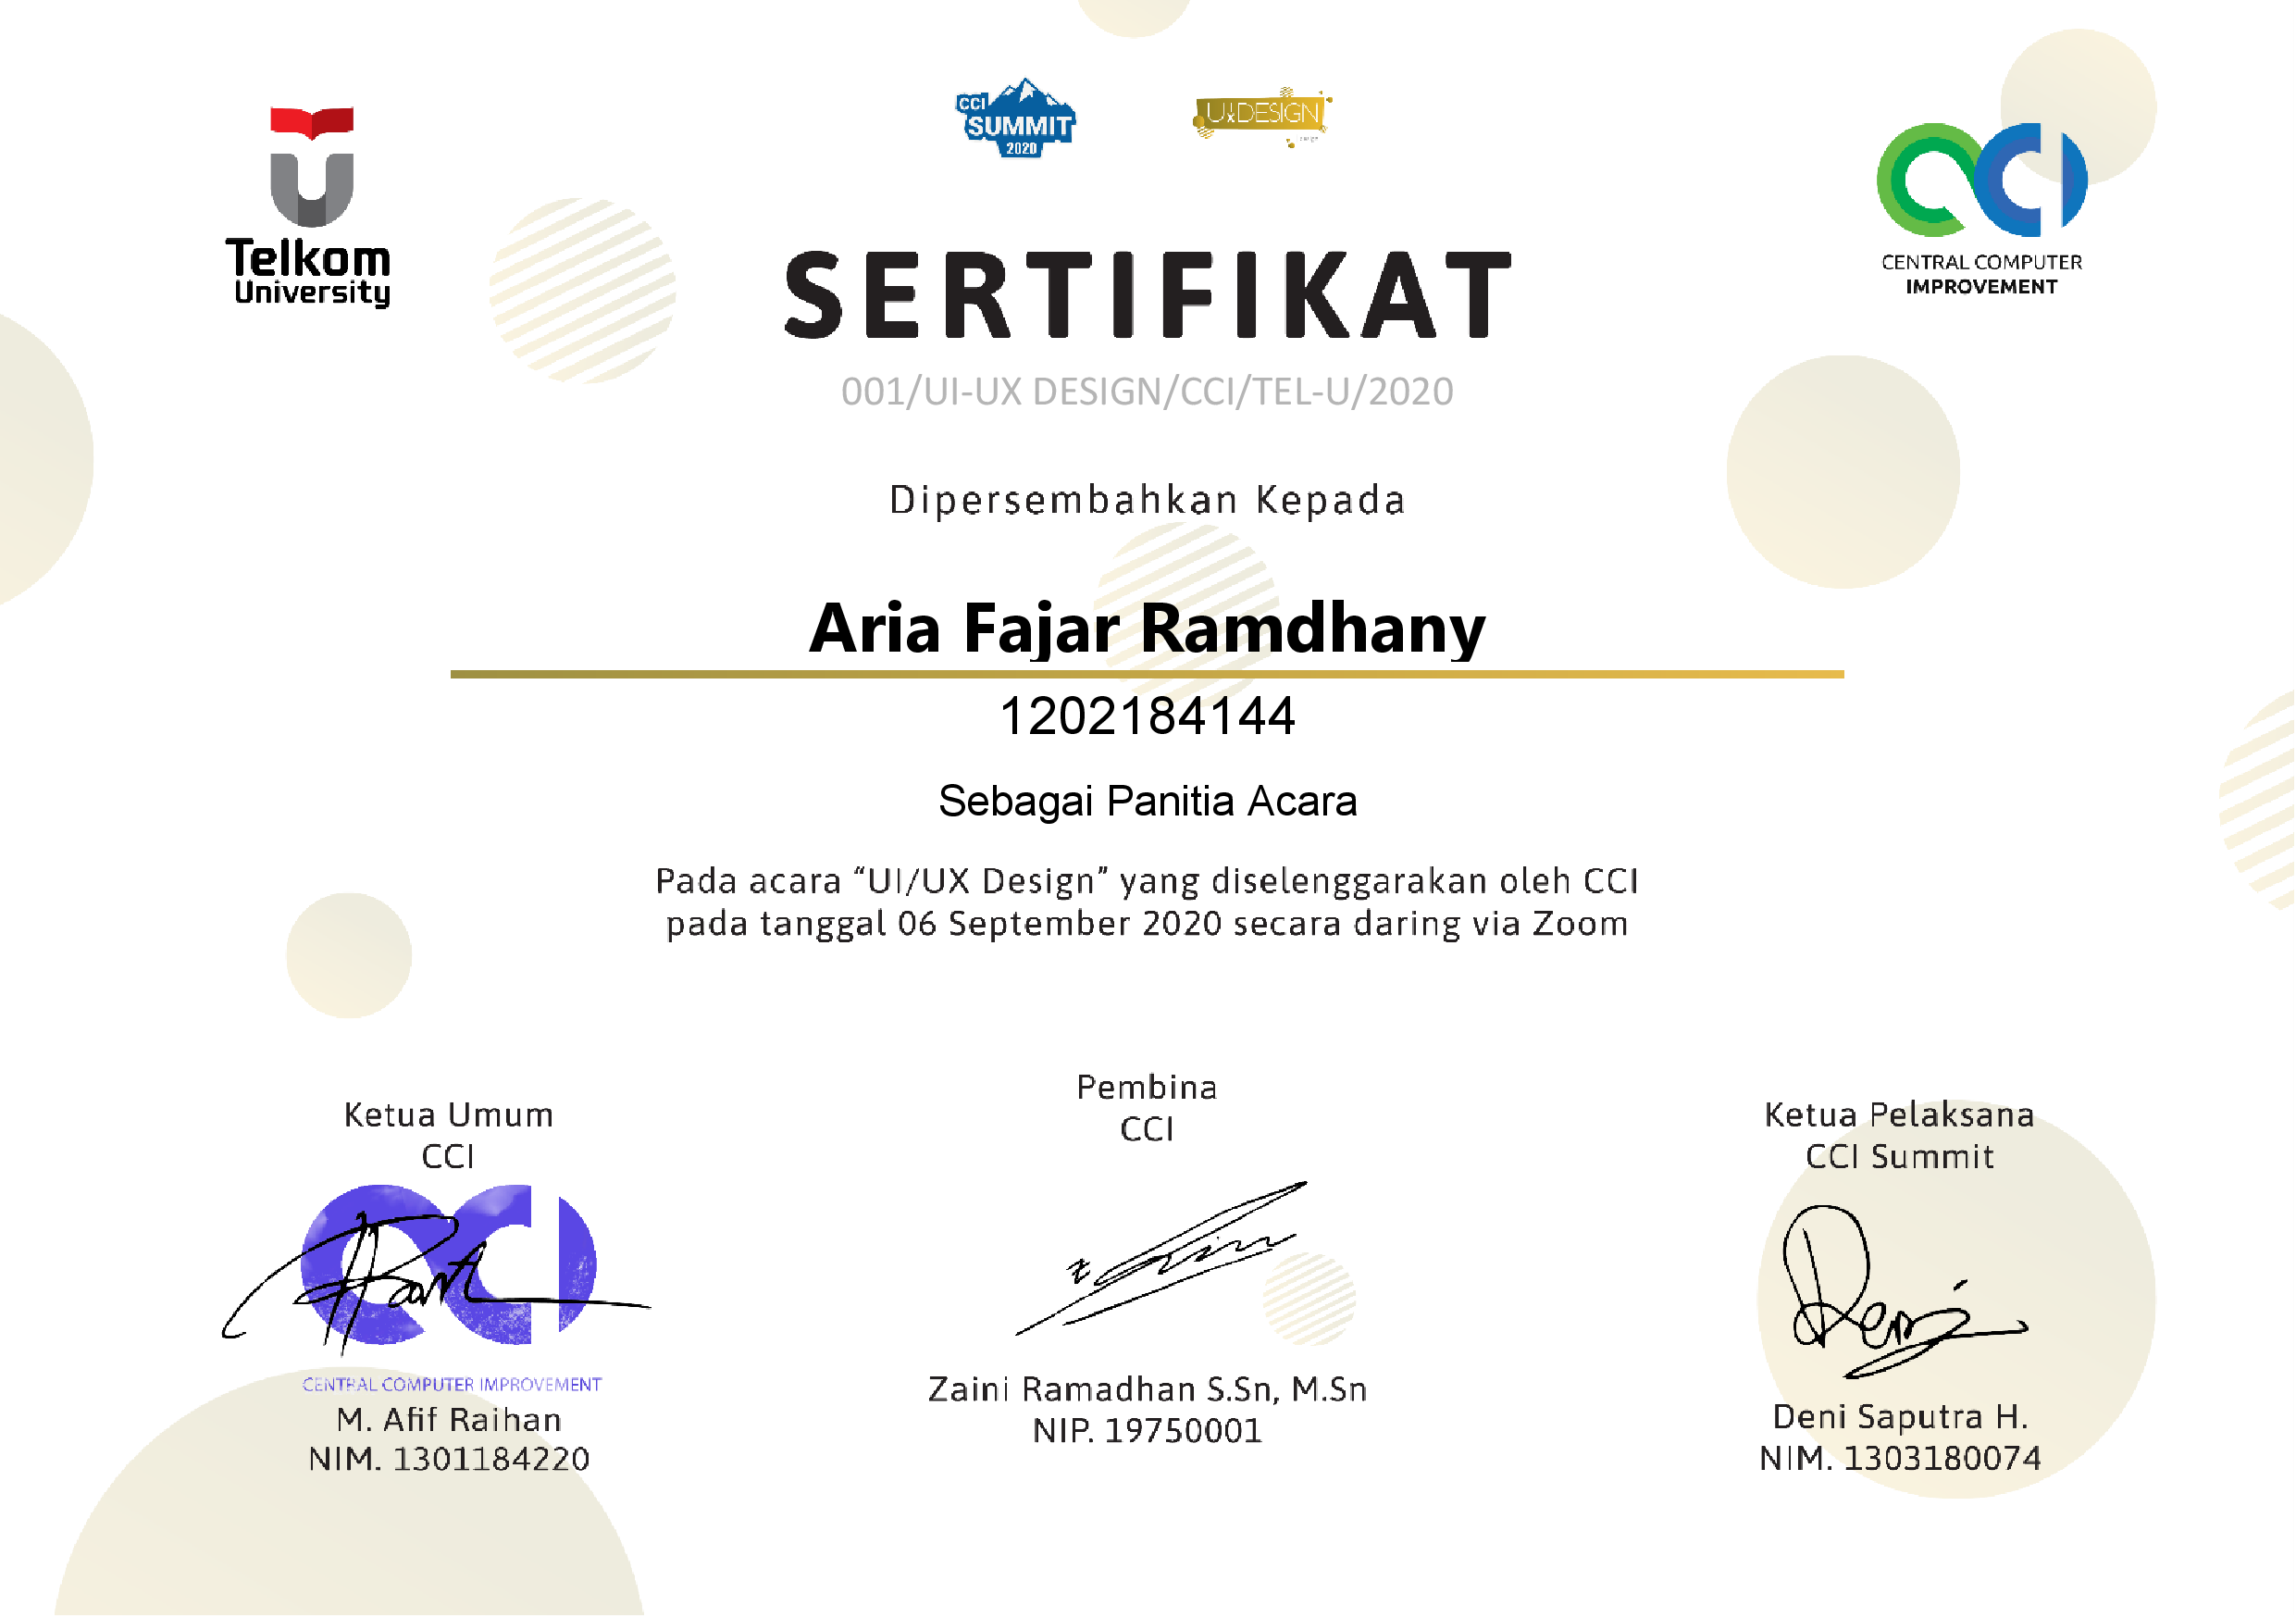 CCI
SUMMIT
2020
UIxDESIGN
Telkom
University
CENTRAL COMPUTER
IMPROVEMENT
SERTIFIKAT
001/UI-UX DESIGN/CCI/TEL-U/2020
Dipersembahkan Kepada
Aria Fajar Ramdhany
1202184144
Sebagai Panitia Acara
Pada acara “UI/UX Design” yang diselenggarakan oleh CCI
pada tanggal 06 September 2020 secara daring via Zoom
Ketua Umum
CCI
CENTRAL COMPUTER IMPROVEMENT
M. Afif Raihan
NIM. 1301184220
Pembina
CCI
Zaini Ramadhan S.Sn, M.Sn
NIP. 19750001
Ketua Pelaksana
CCI Summit
Deni Saputra H.
NIM. 1303180074